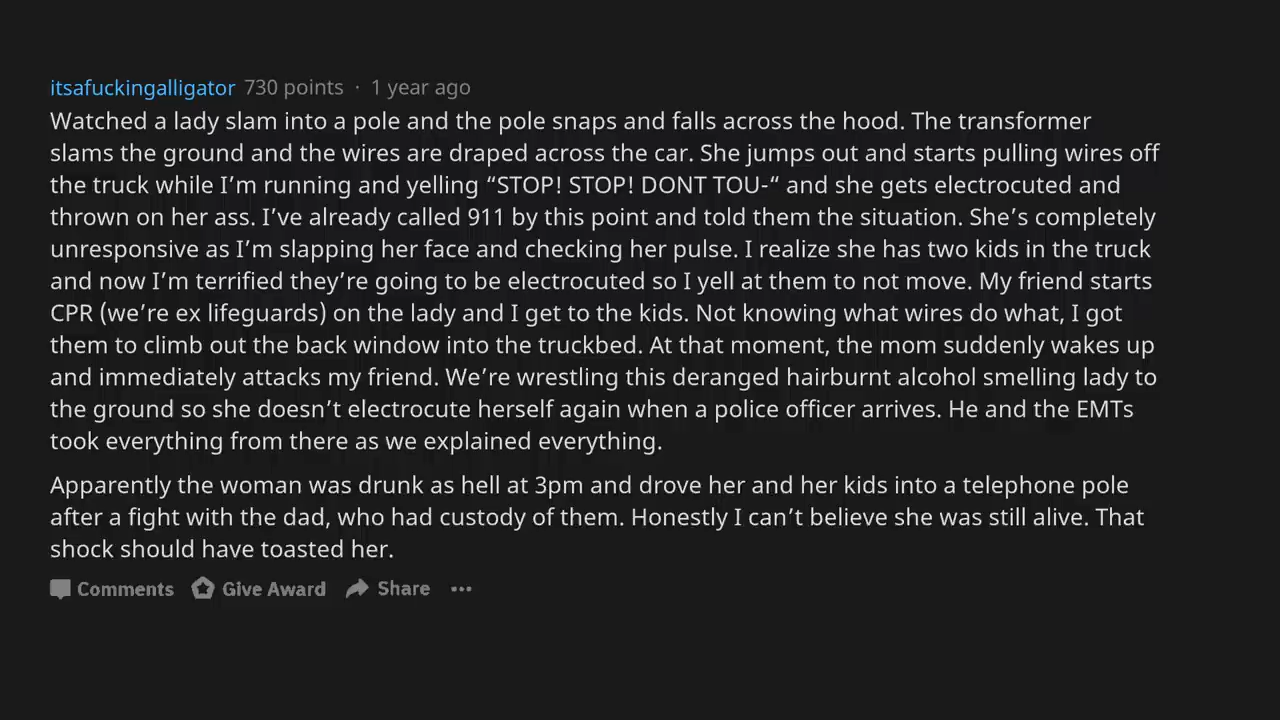 itsafuckingalligator 730 points · 1 year ago
Watched a lady slam into a pole and the pole snaps and falls across the hood. The transformer
slams the ground and the wires are draped across the car. She jumps out and starts pulling wires off
the truck while I’m running and yelling “STOP! STOP! DONT TOU-“ and she gets electrocuted and
thrown on her ass. I’ve already called 911 by this point and told them the situation. She’s completely
unresponsive as I’m slapping her face and checking her pulse. I realize she has two kids in the truck
and now I’m terrified they’re going to be electrocuted so I yell at them to not move. My friend starts
CPR (we’re ex lifeguards) on the lady and I get to the kids. Not knowing what wires do what, I got
them to climb out the back window into the truckbed. At that moment, the mom suddenly wakes up
and immediately attacks my friend. We’re wrestling this deranged hairburnt alcohol smelling lady to
the ground so she doesn’t electrocute herself again when a police officer arrives. He and the EMTs
took everything from there as we explained everything.
Apparently the woman was drunk as hell at 3pm and drove her and her kids into a telephone pole
after a fight with the dad, who had custody of them. Honestly I can’t believe she was still alive. That
shock should have toasted her.
Comments Give Award Share ···